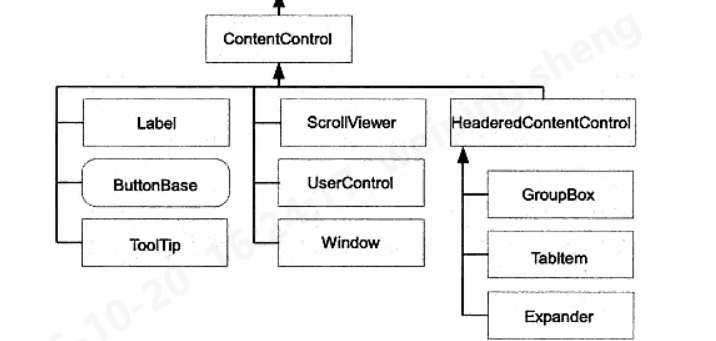 ContentControl
Label
ScrollViewer
HeaderedContentControl
ButtonBase
UserControl
GroupBox
ToolTip
Window
TabItem
Expander